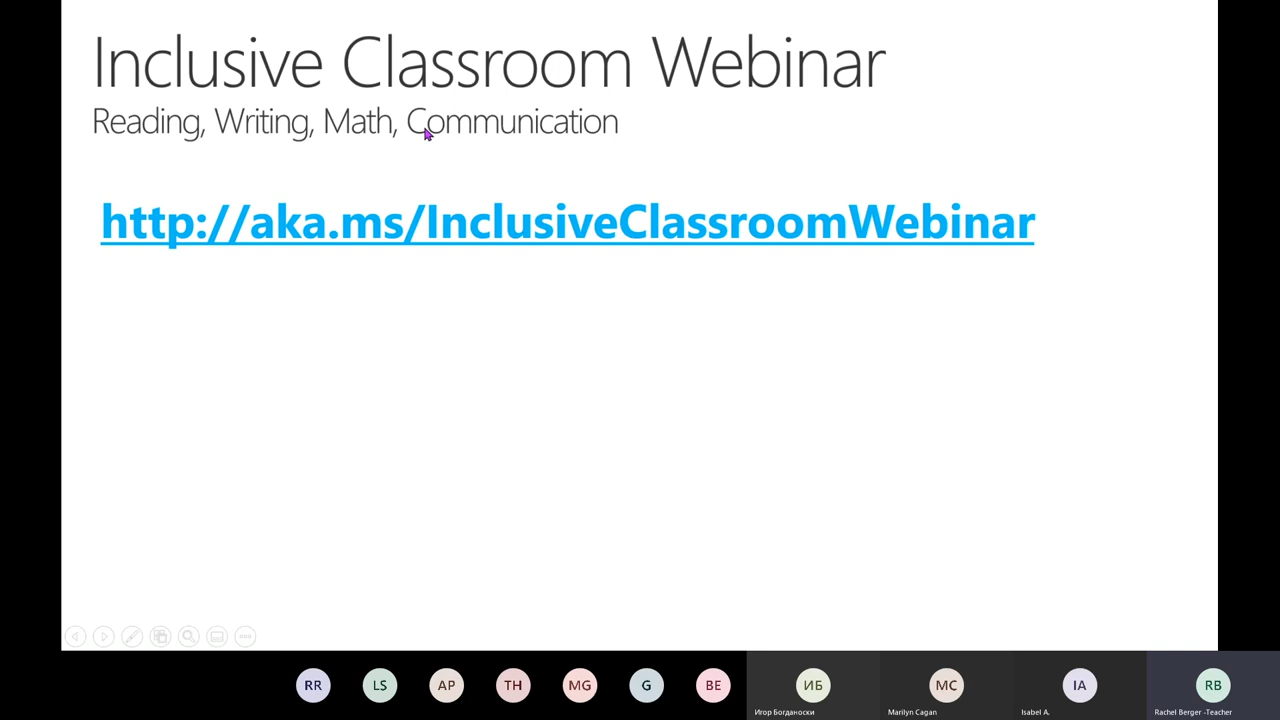 Inclusive Classroom Webinar
Reading, Writing, Math, Communication
http://aka.ms/InclusiveClassroomWebinar
RR LS AP TH MG G BE ИБ MC IA RB
Игор Богданоски Marilyn Cagan Isabel A. Rachel Berger -Teacher